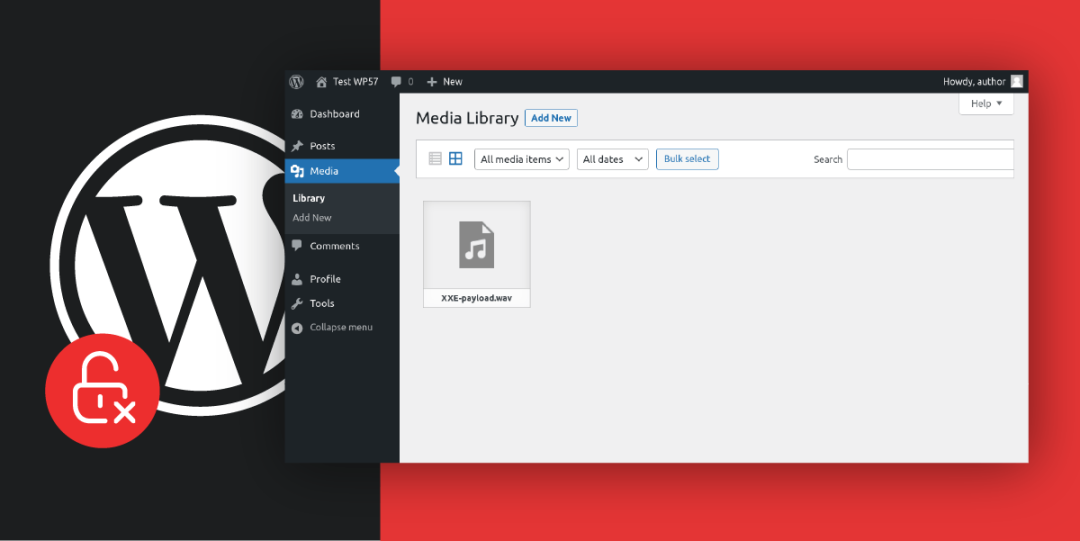 Test WP57 0 New Howdy, author
Help
Dashboard
Posts
Media
Library
Add New
Comments
Profile
Tools
Collapse menu
Media Library Add New
All media items All dates Bulk select Search
XXE-payload.wav